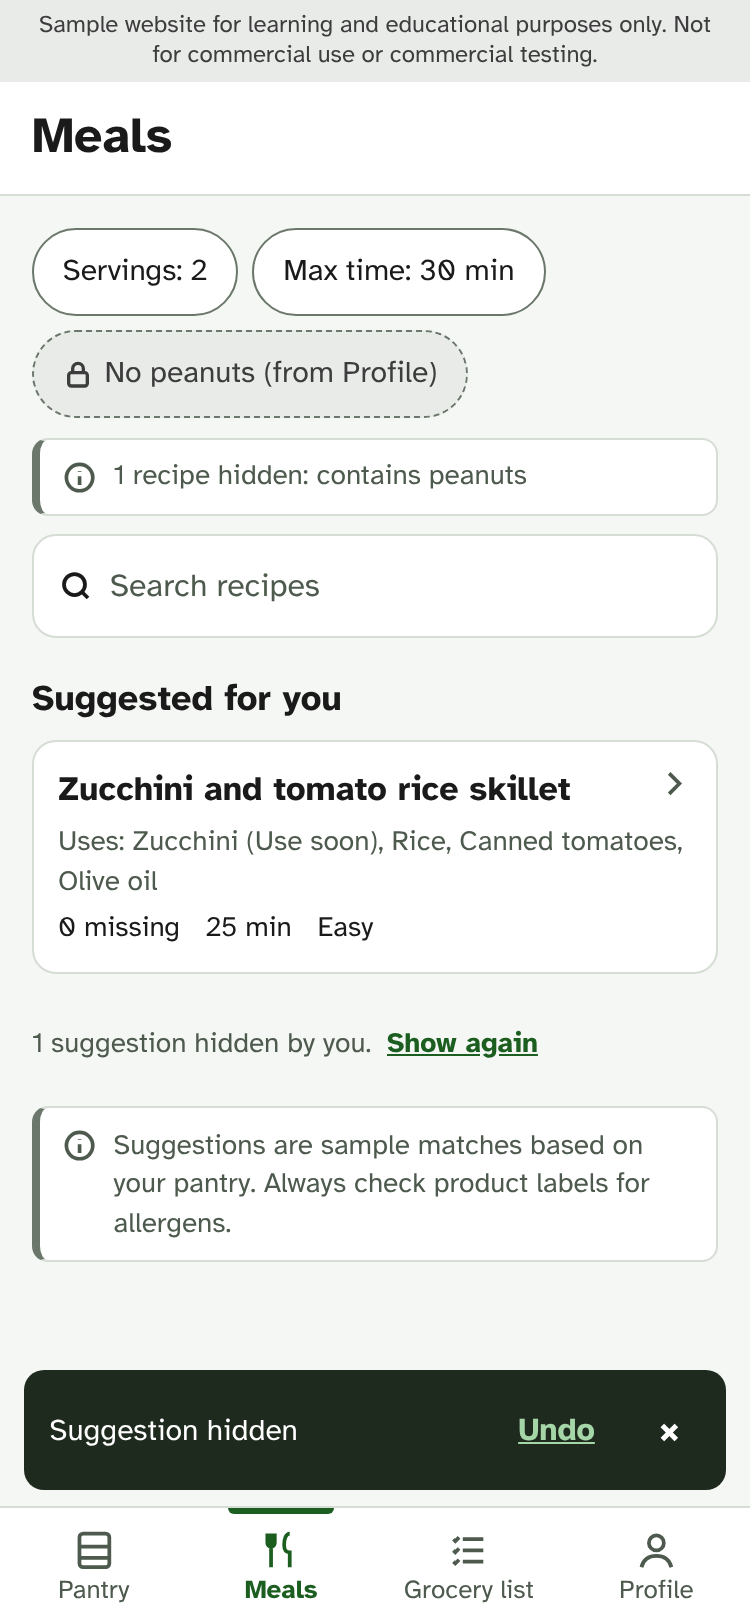 Sample website for learning and educational purposes only. Not
for commercial use or commercial testing.
Meals
Servings: 2
Max time: 30 min
No peanuts (from Profile)
1 recipe hidden: contains peanuts
Search recipes
Suggested for you
Zucchini and tomato rice skillet
Uses: Zucchini (Use soon), Rice, Canned tomatoes,
Olive oil
0 missing 25 min Easy
1 suggestion hidden by you. Show again
Suggestions are sample matches based on
your pantry. Always check product labels for
allergens.
Suggestion hidden Undo
Pantry Meals Grocery list Profile